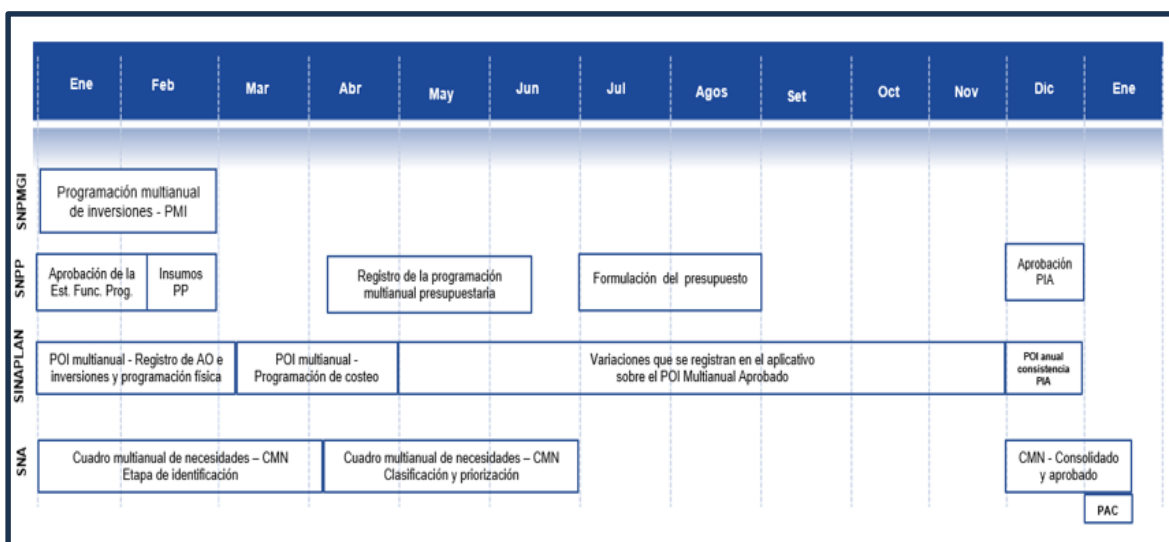 Ene Feb Mar Abr May Jun Jul Agos Set Oct Nov Dic Ene
SNPMGI
Programación multianual
de inversiones - PMI
SNPP
Aprobación de la
Est. Func. Prog.
Insumos
PP
Registro de la programación
multianual presupuestaria
Formulación del presupuesto
Aprobación
PIA
SINAPLAN
POI multianual - Registro de AO e
inversiones y programación física
POI multianual -
Programación de costeo
Variaciones que se registran en el aplicativo
sobre el POI Multianual Aprobado
POI anual
consistencia
PIA
SNA
Cuadro multianual de necesidades – CMN
Etapa de identificación
Cuadro multianual de necesidades – CMN
Clasificación y priorización
CMN - Consolidado
y aprobado
PAC